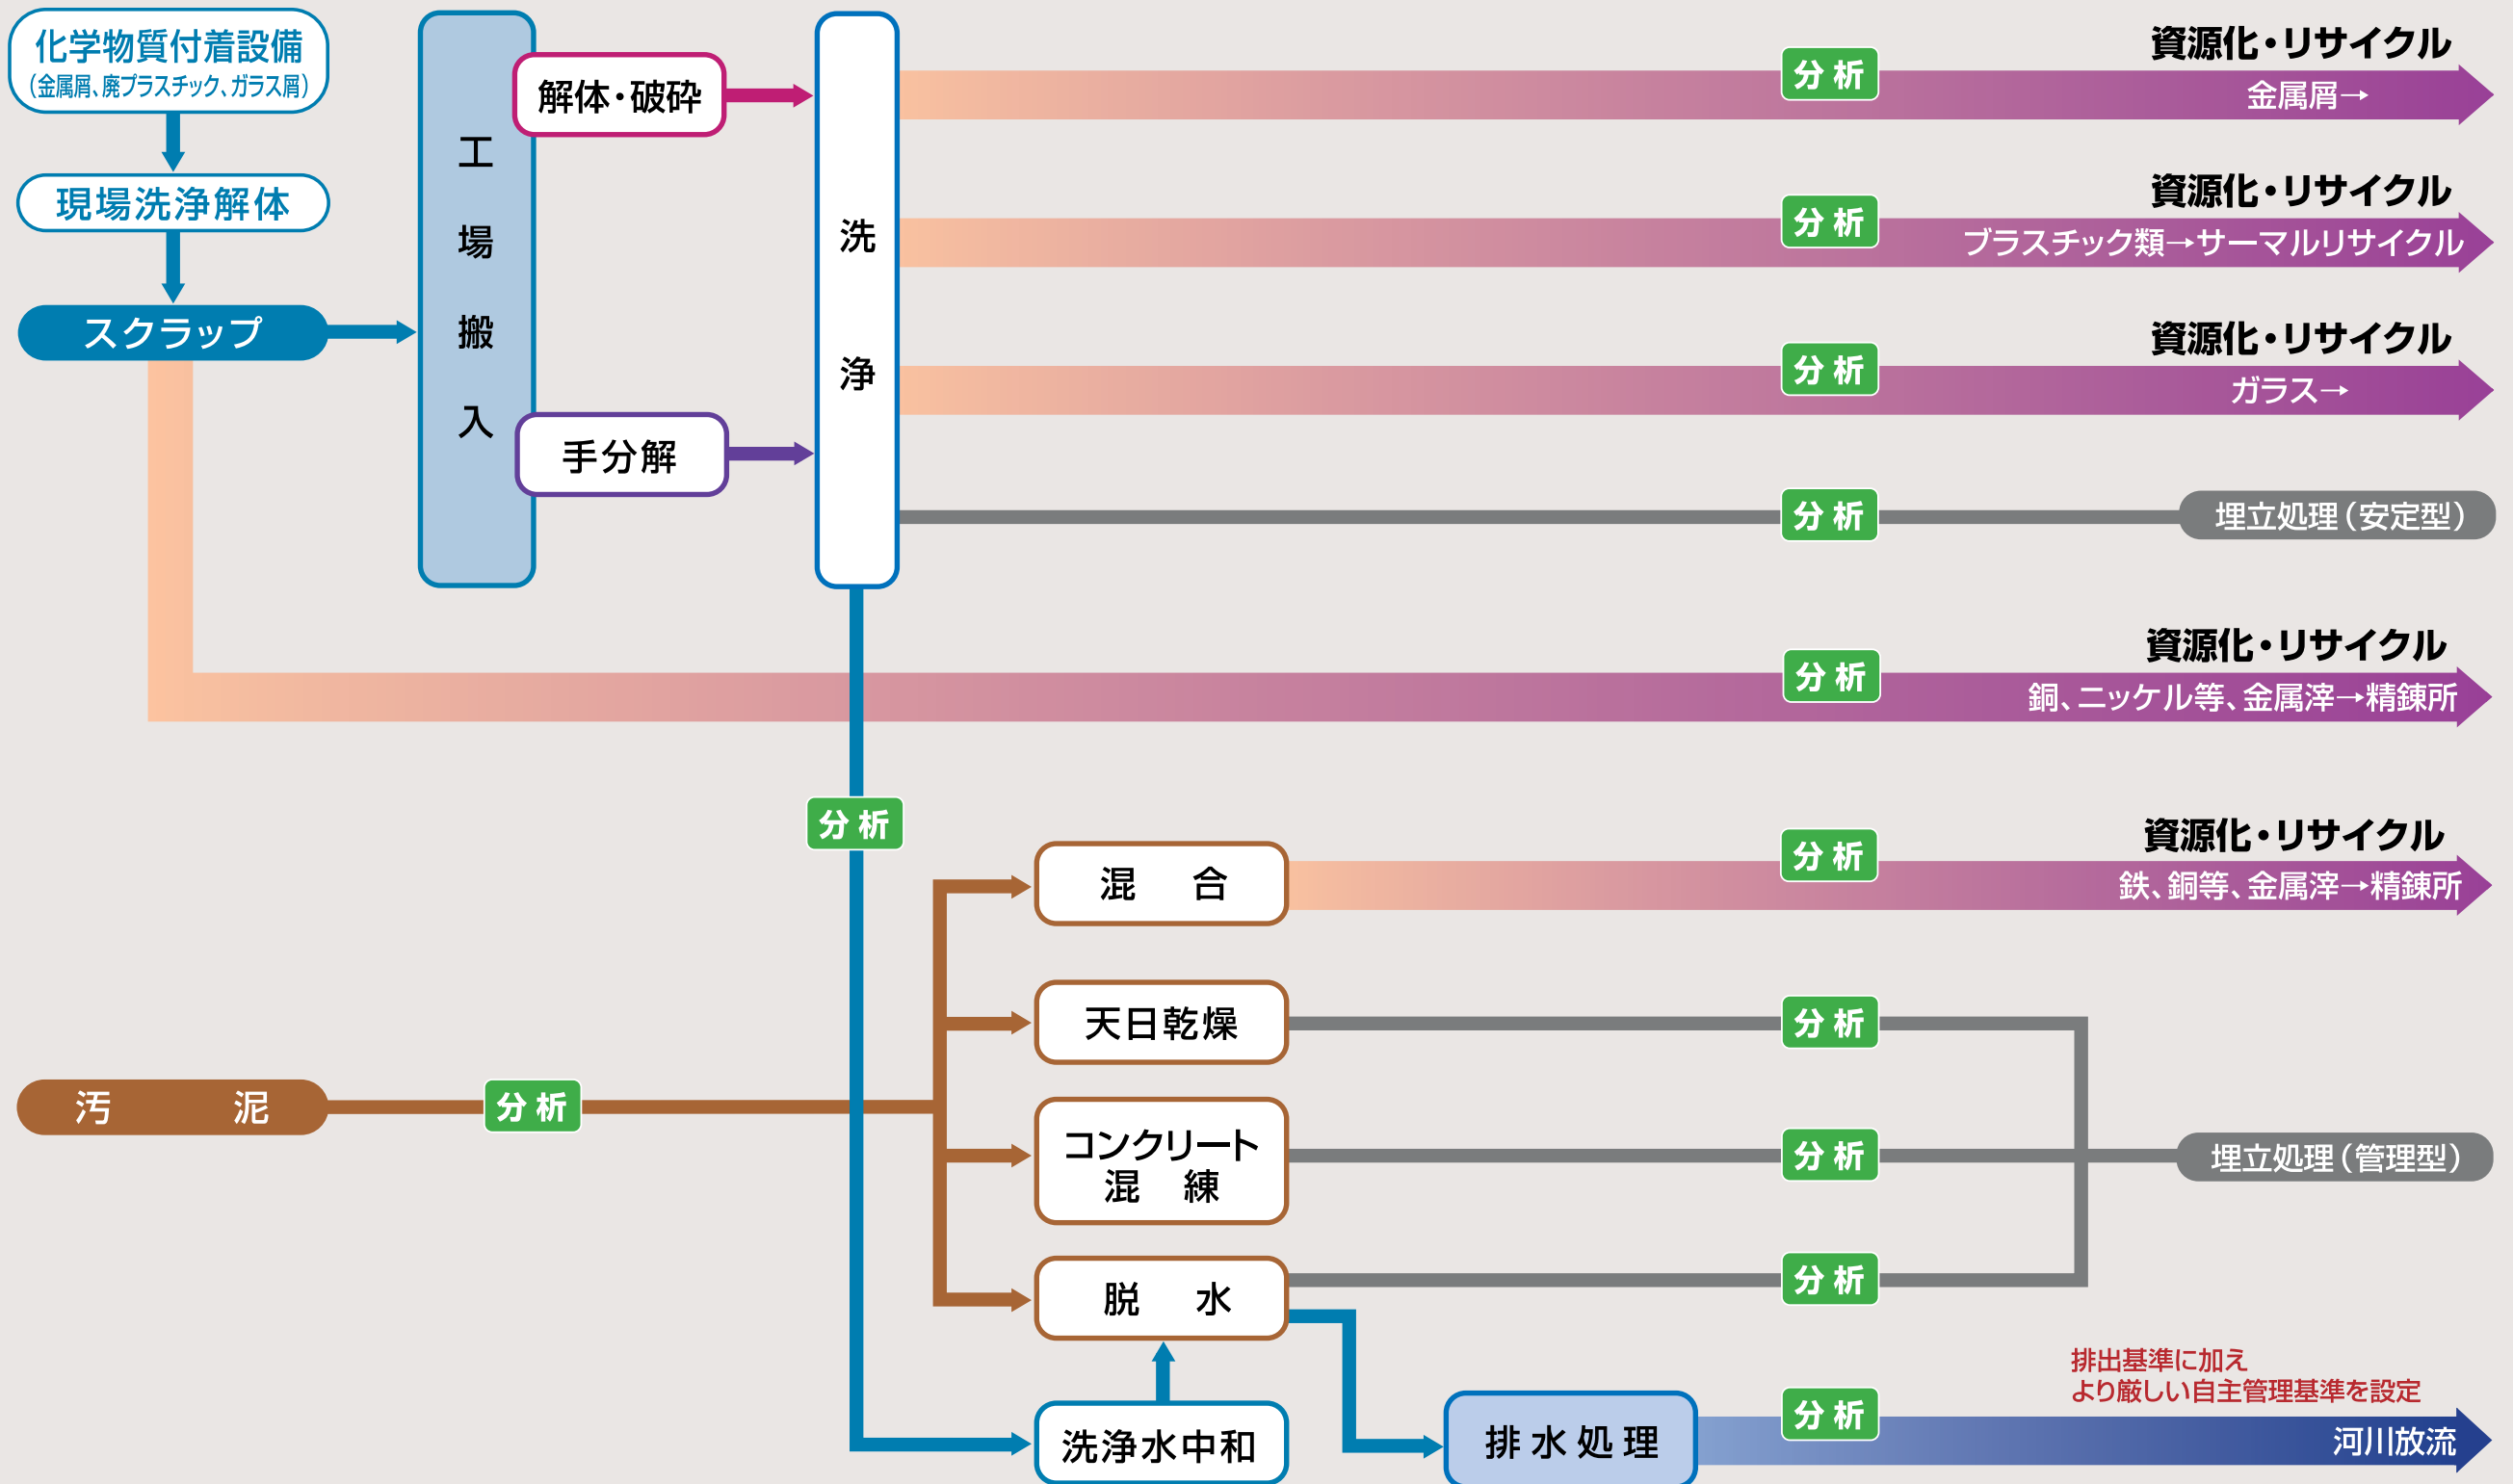 化学物質付着設備
（金属屑、廃プラスチック、ガラス屑）
現場洗浄解体
スクラップ
工場搬入
解体・破砕
手分解
洗浄
分析
資源化・リサイクル
金属屑→
分析
資源化・リサイクル
プラスチック類→サーマルリサイクル
分析
資源化・リサイクル
ガラス→
分析
埋立処理（安定型）
分析
資源化・リサイクル
銅、ニッケル等、金属滓→精錬所
分析
混合
分析
資源化・リサイクル
鉄、銅等、金属滓→精錬所
天日乾燥
分析
汚泥
分析
コンクリート
混練
分析
埋立処理（管理型）
脱水
分析
洗浄水中和
排水処理
分析
排出基準に加え
より厳しい自主管理基準を設定
河川放流